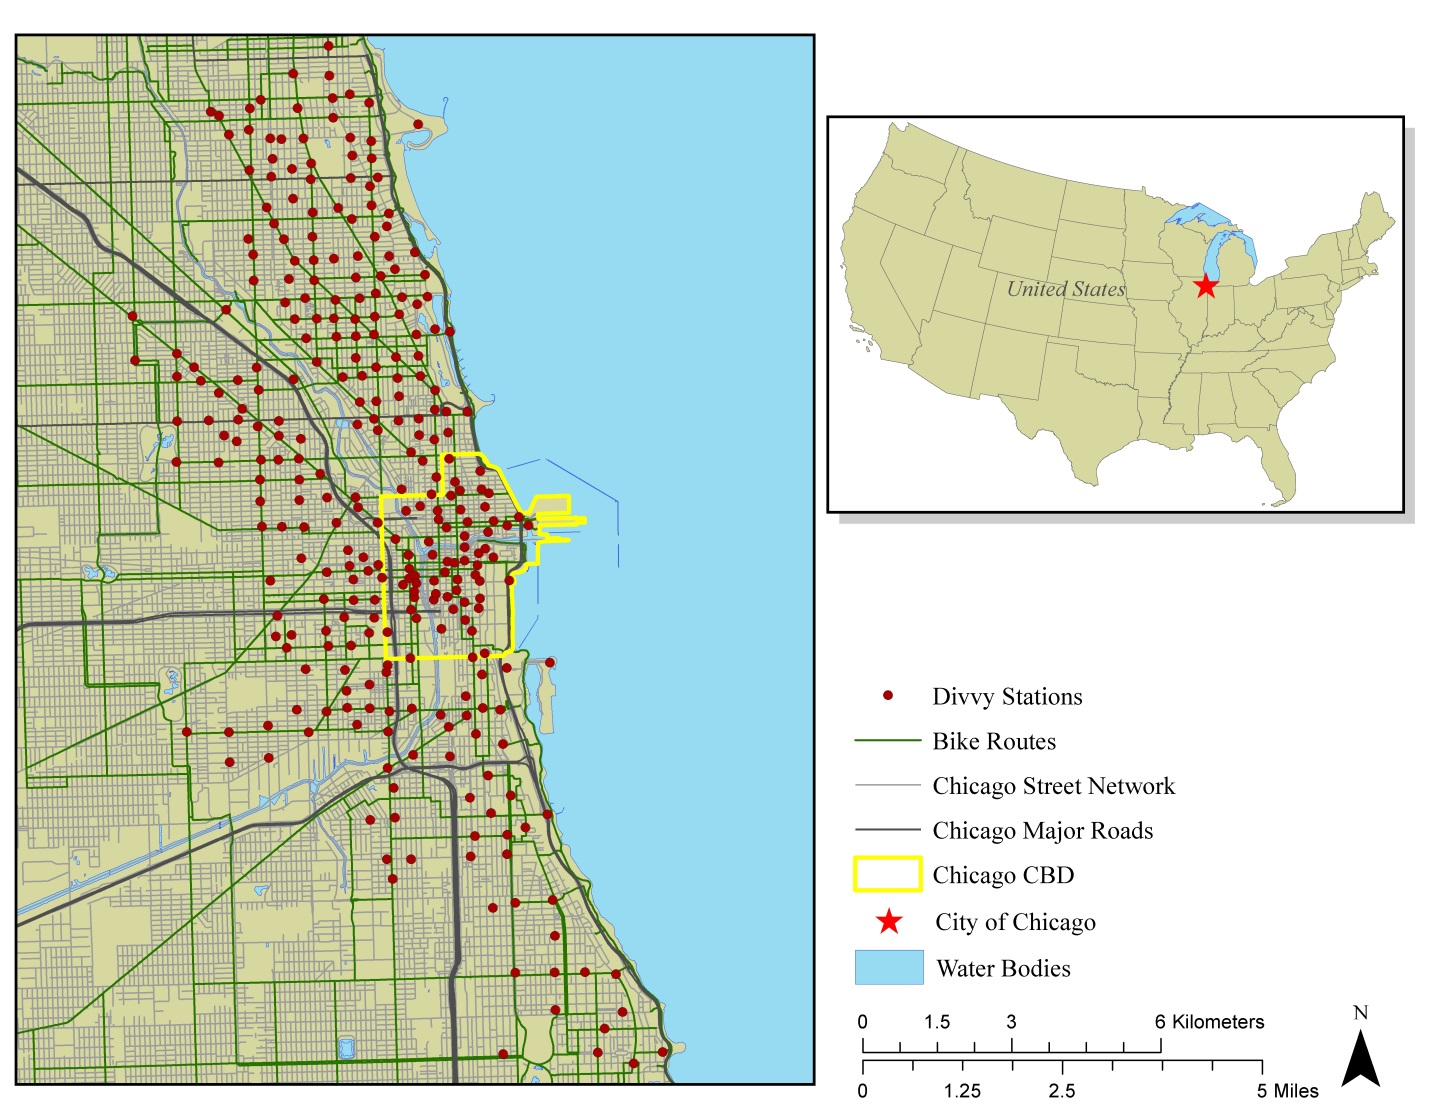 United States
Divvy Stations
Bike Routes
Chicago Street Network
Chicago Major Roads
Chicago CBD
City of Chicago
Water Bodies
0 1.5 3 6 Kilometers
0 1.25 2.5 5 Miles
N